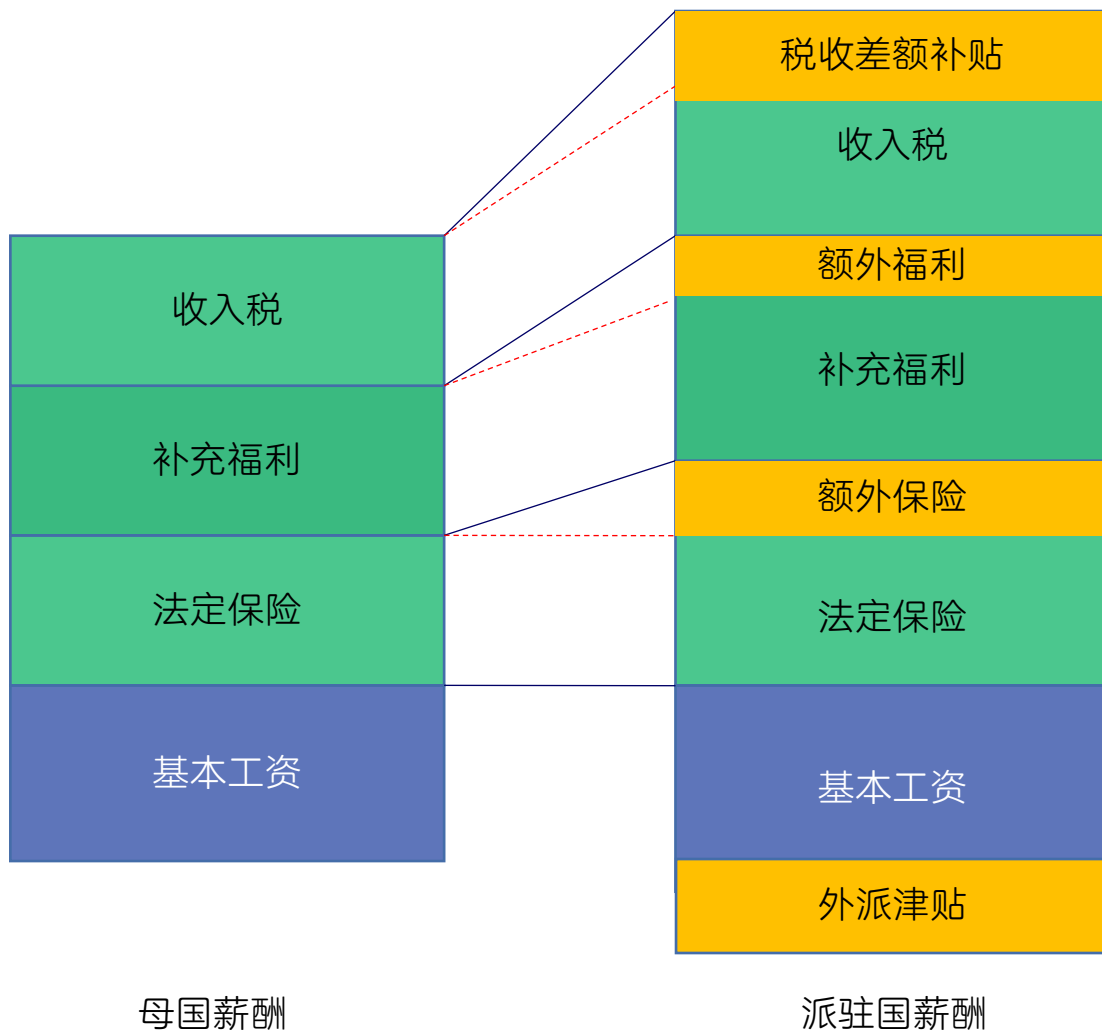 收入税
补充福利
法定保险
基本工资
母国薪酬
税收差额补贴
收入税
额外福利
补充福利
额外保险
法定保险
基本工资
外派津贴
派驻国薪酬